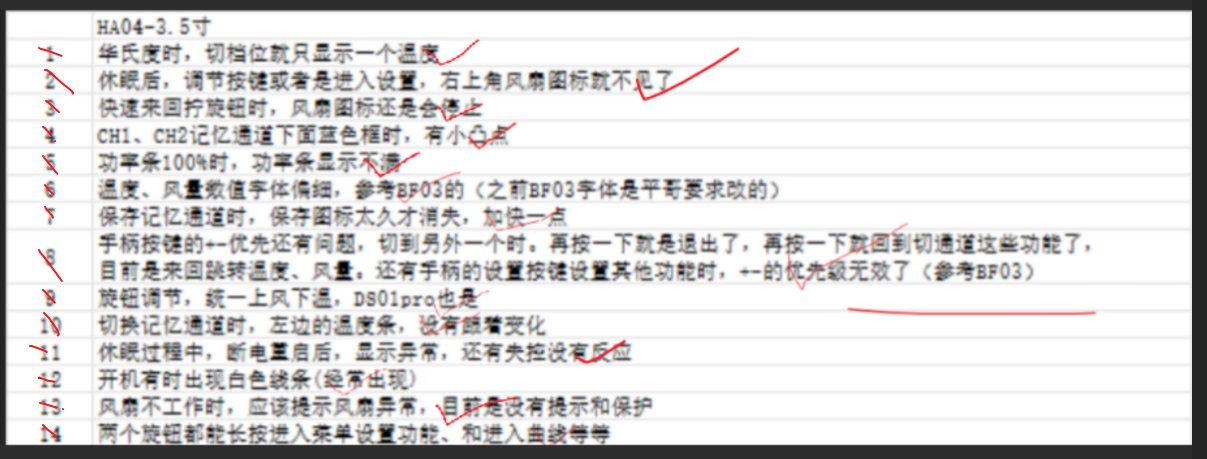 HA04-3.5寸
1 华氏度时，切档位就只显示一个温度
2 休眠后，调节按键或者是进入设置，右上角风扇图标就不见了
3 快速来回拧旋钮时，风扇图标还是会停止
4 CH1、CH2记忆通道下面蓝色框时，有小凸点
5 功率条100%时，功率条显示不满
6 温度、风量数值字体偏细，参考BF03的（之前BF03字体是平哥要求改的）
7 保存记忆通道时，保存图标太久才消失，加快一点
8 手柄按键的+-优先还有问题，切到另外一个时。再按一下就是退出了，再按一下就回到切通道这些功能了，
目前是来回跳转温度、风量。还有手柄的设置按键设置其他功能时，+-的优先级无效了（参考BF03）
9 旋钮调节，统一上风下温，DS01pro也是
10 切换记忆通道时，左边的温度条，没有跟着变化
11 休眠过程中，断电重启后，显示异常，还有失控没有反应
12 开机有时出现白色线条(经常出现)
13 风扇不工作时，应该提示风扇异常，目前是没有提示和保护
14 两个旋钮都能长按进入菜单设置功能、和进入曲线等等